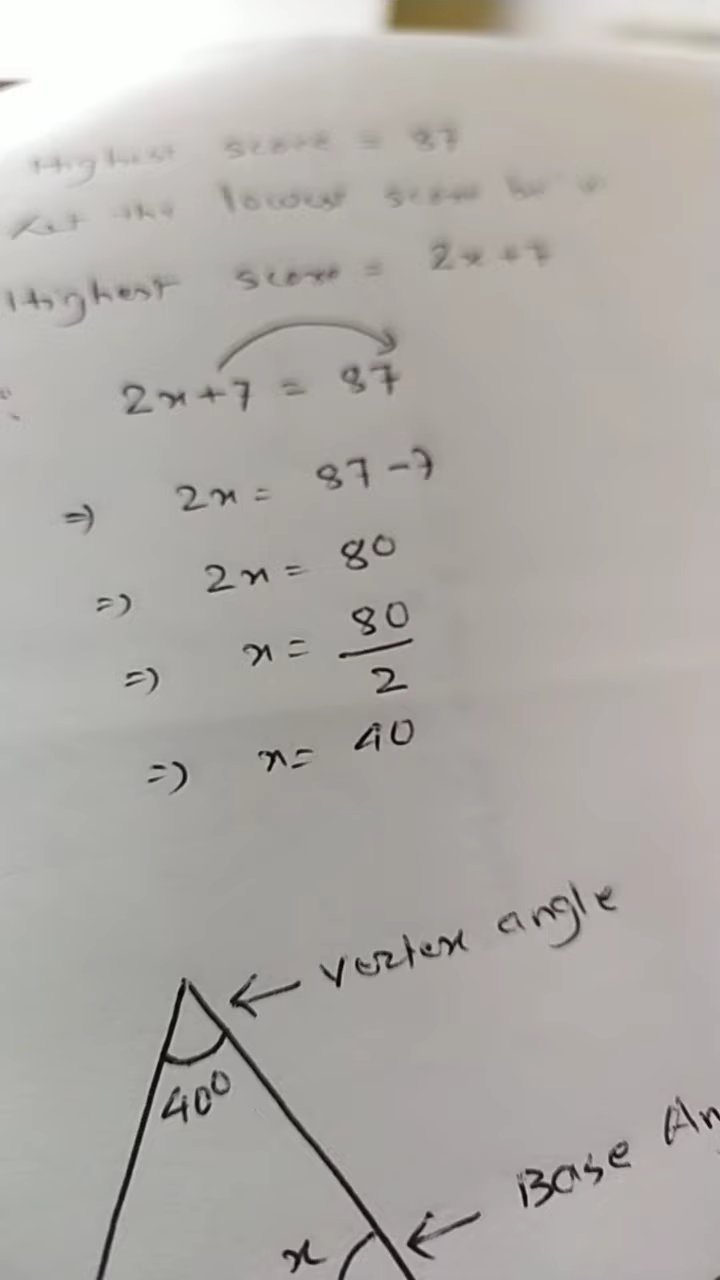 Highest score = 87
Let the lowest score be x
Highest score = 2x+7
∴ 2x+7 = 87
=) 2x = 87-7
=) 2x = 80
=) x = 80/2
=) x = 40
vertex angle
40°
Base An
x